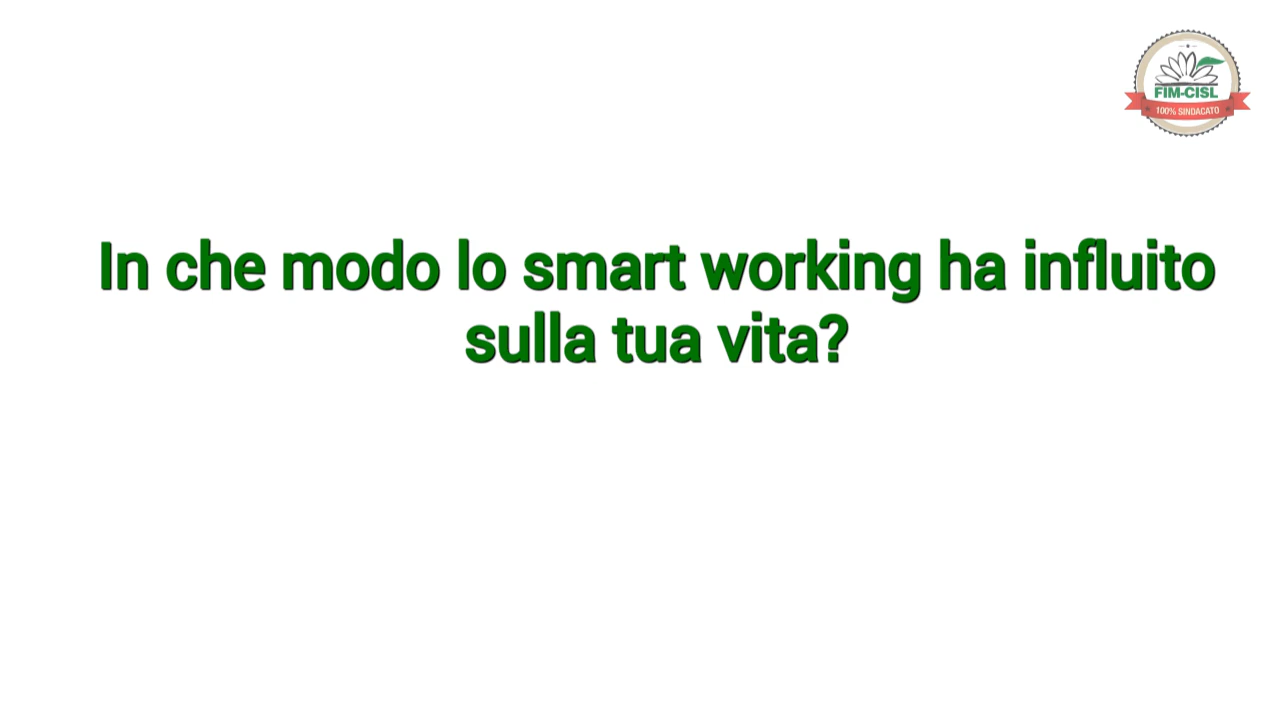 FIM-CISL
100% SINDACATO
In che modo lo smart working ha influito
sulla tua vita?